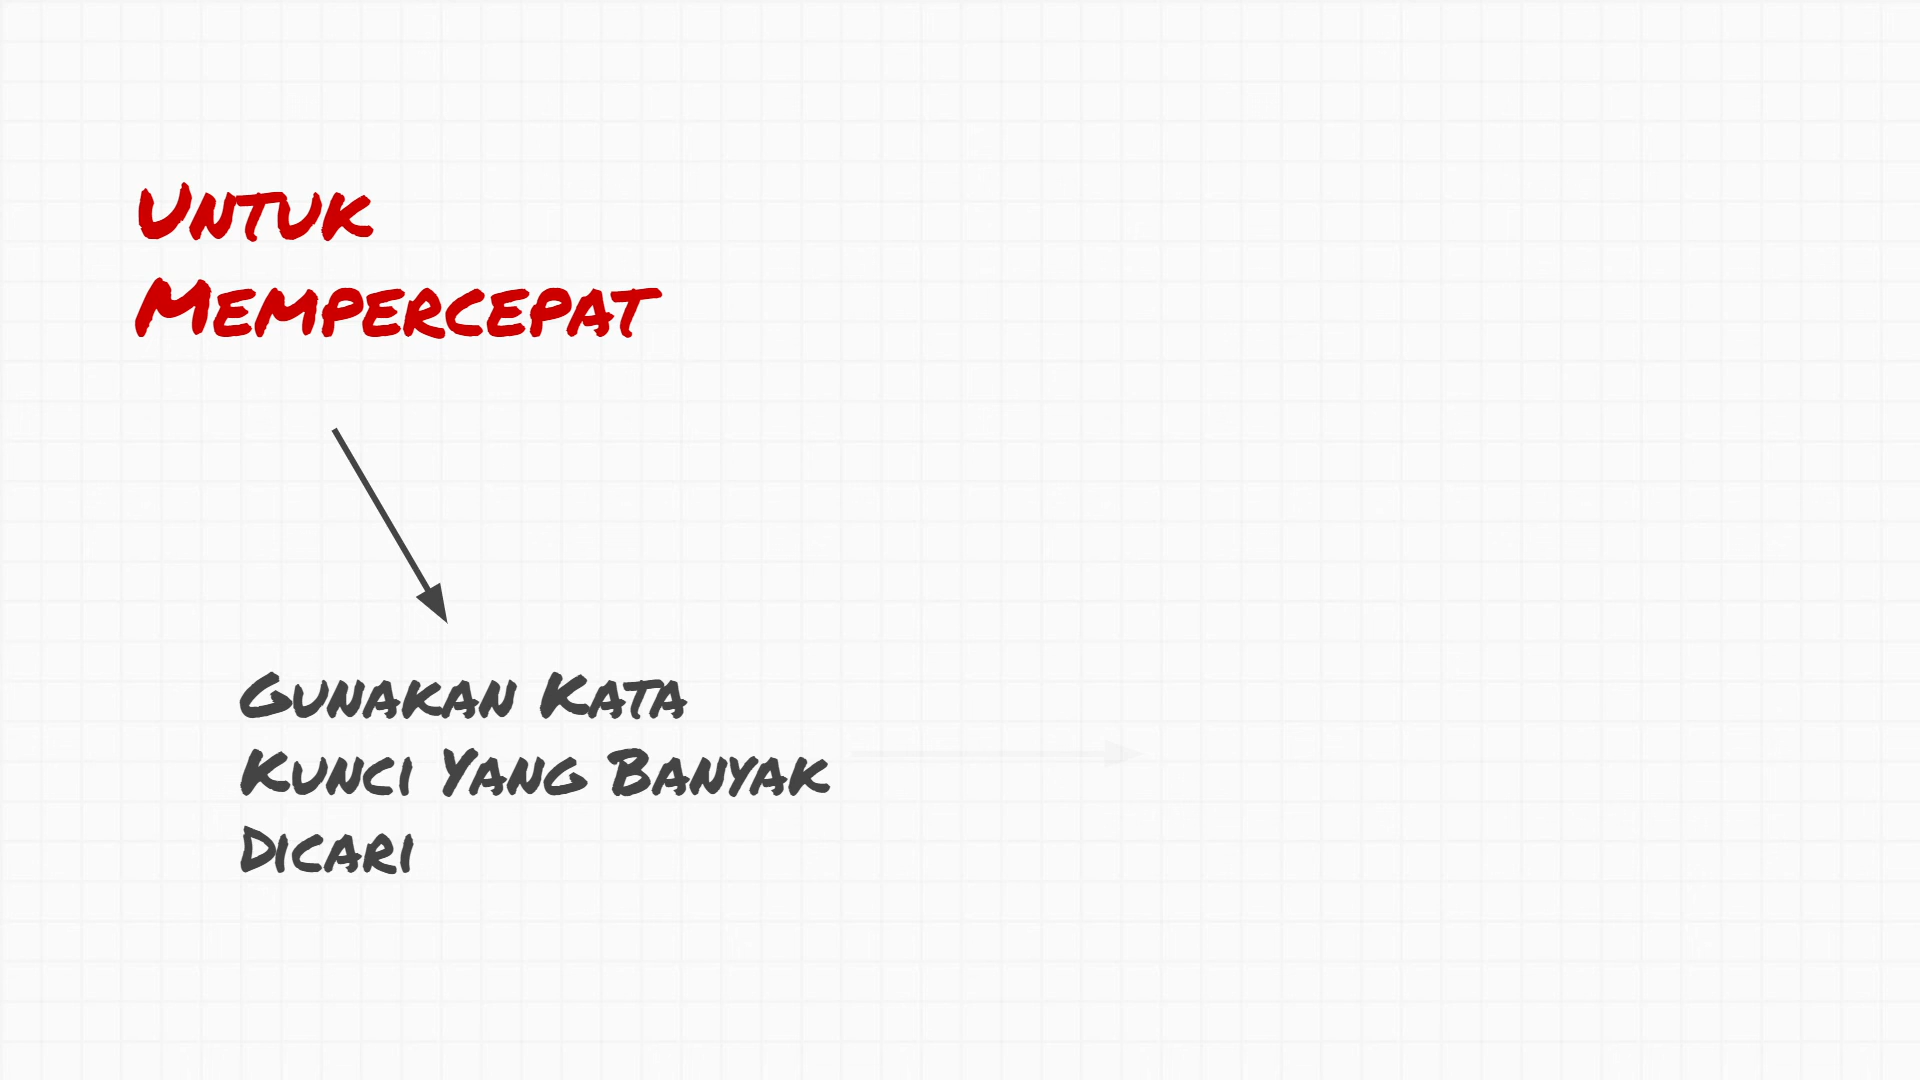 Untuk
Mempercepat
Gunakan Kata
Kunci Yang Banyak
Dicari